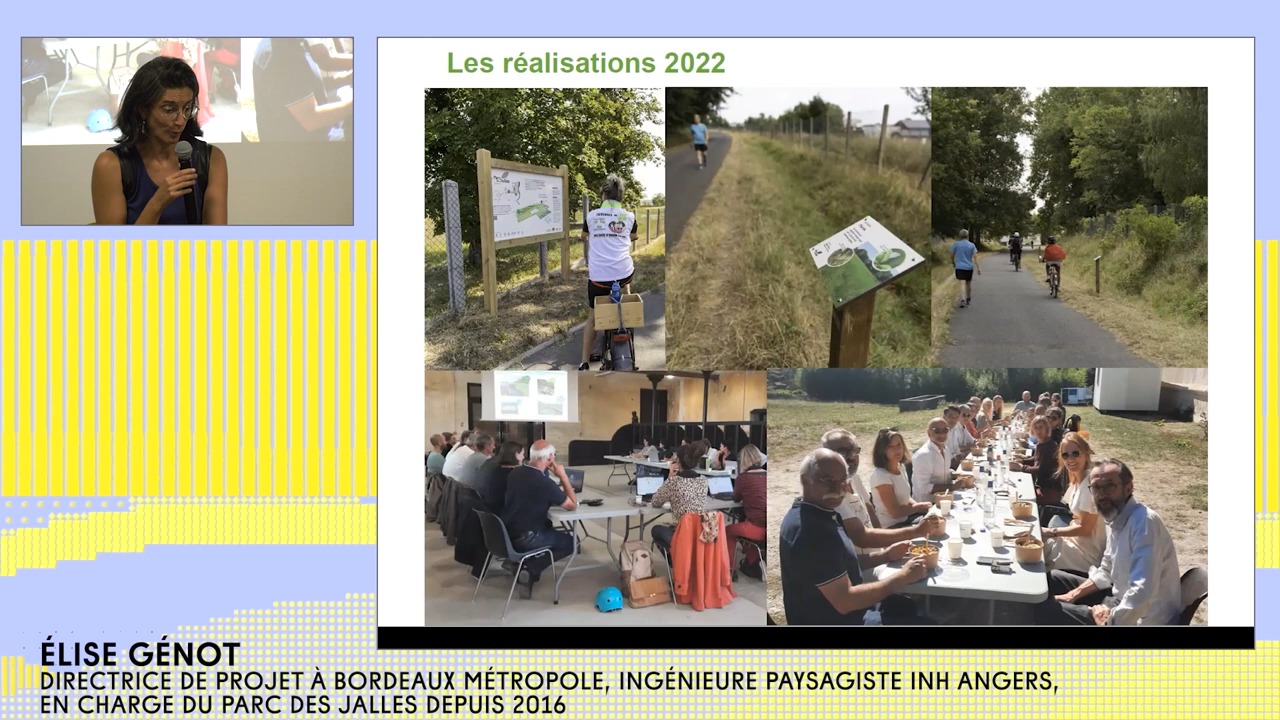 Les réalisations 2022
ÉLISE GÉNOT
DIRECTRICE DE PROJET À BORDEAUX MÉTROPOLE, INGÉNIEURE PAYSAGISTE INH ANGERS,
EN CHARGE DU PARC DES JALLES DEPUIS 2016